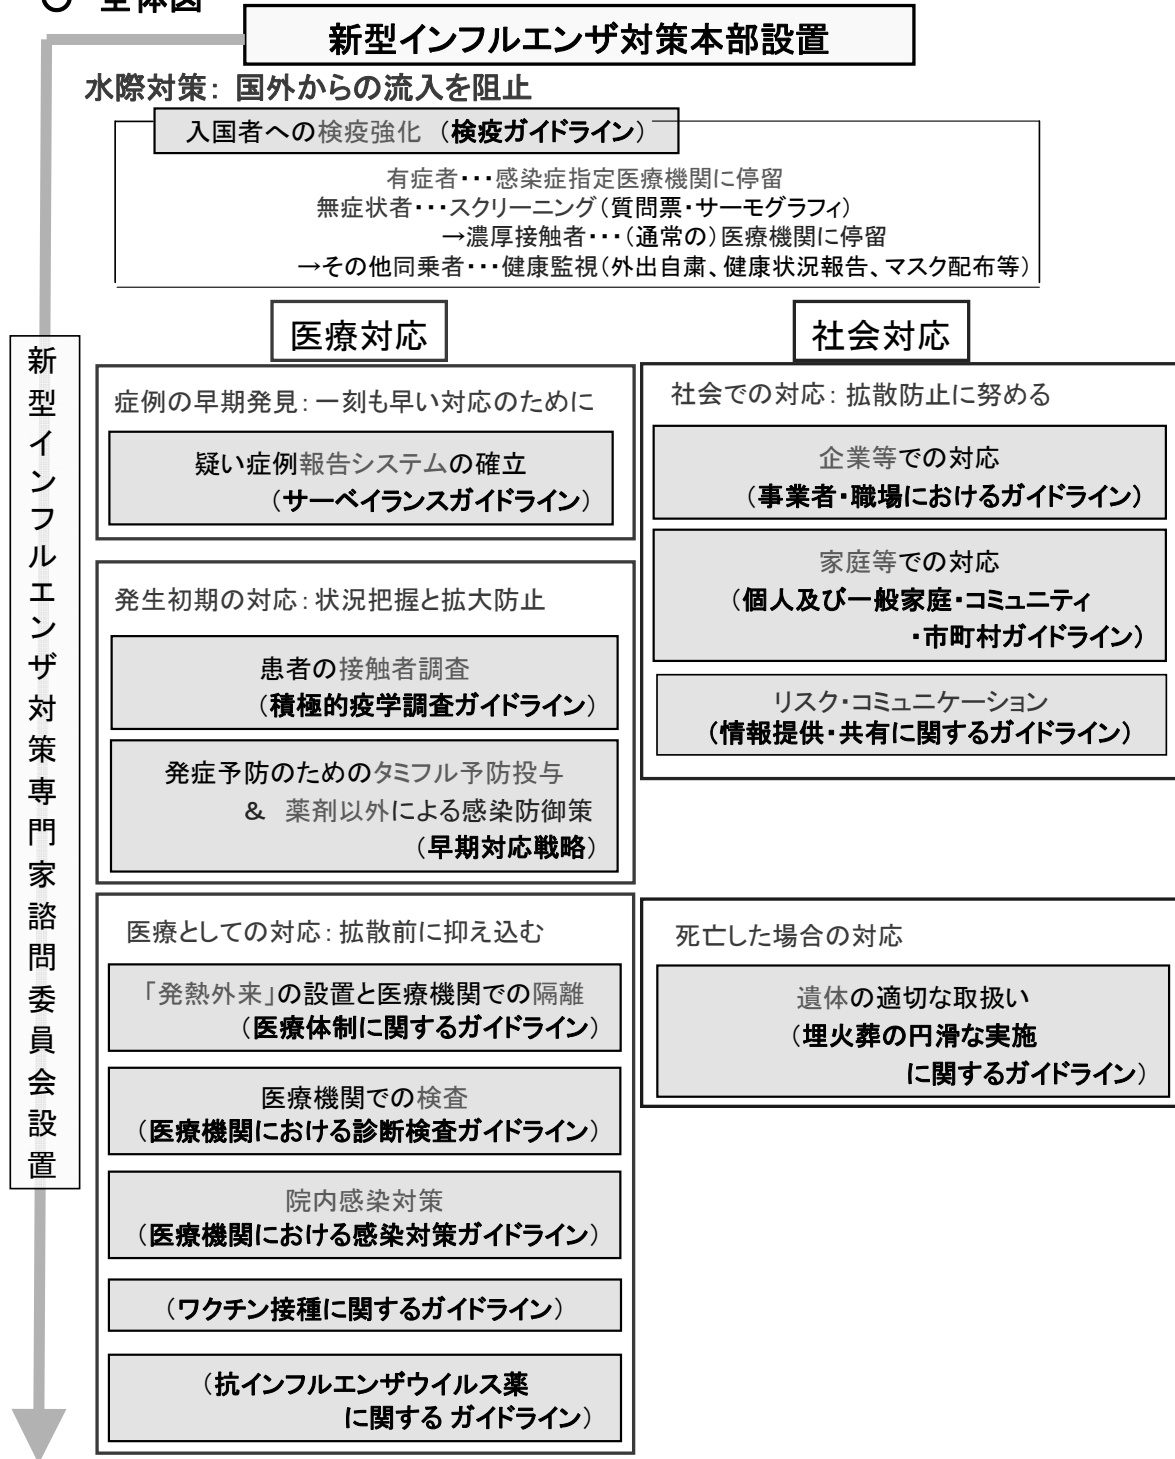 〇 全体図
新型インフルエンザ対策本部設置
水際対策: 国外からの流入を阻止
入国者への検疫強化 (検疫ガイドライン)
有症者・・・感染症指定医療機関に停留
無症状者・・・スクリーニング(質問票・サーモグラフィ)
→濃厚接触者・・・(通常の)医療機関に停留
→その他同乗者・・・健康監視(外出自粛、健康状況報告、マスク配布等)
新型インフルエンザ対策専門家諮問委員会設置
医療対応
症例の早期発見:一刻も早い対応のために
疑い症例報告システムの確立
(サーベイランスガイドライン)
発生初期の対応:状況把握と拡大防止
患者の接触者調査
(積極的疫学調査ガイドライン)
発症予防のためのタミフル予防投与
& 薬剤以外による感染防御策
(早期対応戦略)
医療としての対応:拡散前に抑え込む
「発熱外来」の設置と医療機関での隔離
(医療体制に関するガイドライン)
医療機関での検査
(医療機関における診断検査ガイドライン)
院内感染対策
(医療機関における感染対策ガイドライン)
(ワクチン接種に関するガイドライン)
(抗インフルエンザウイルス薬
に関する ガイドライン)
社会対応
社会での対応:拡散防止に努める
企業等での対応
(事業者・職場におけるガイドライン)
家庭等での対応
(個人及び一般家庭・コミュニティ
・市町村ガイドライン)
リスク・コミュニケーション
(情報提供・共有に関するガイドライン)
死亡した場合の対応
遺体の適切な取扱い
(埋火葬の円滑な実施
に関するガイドライン)